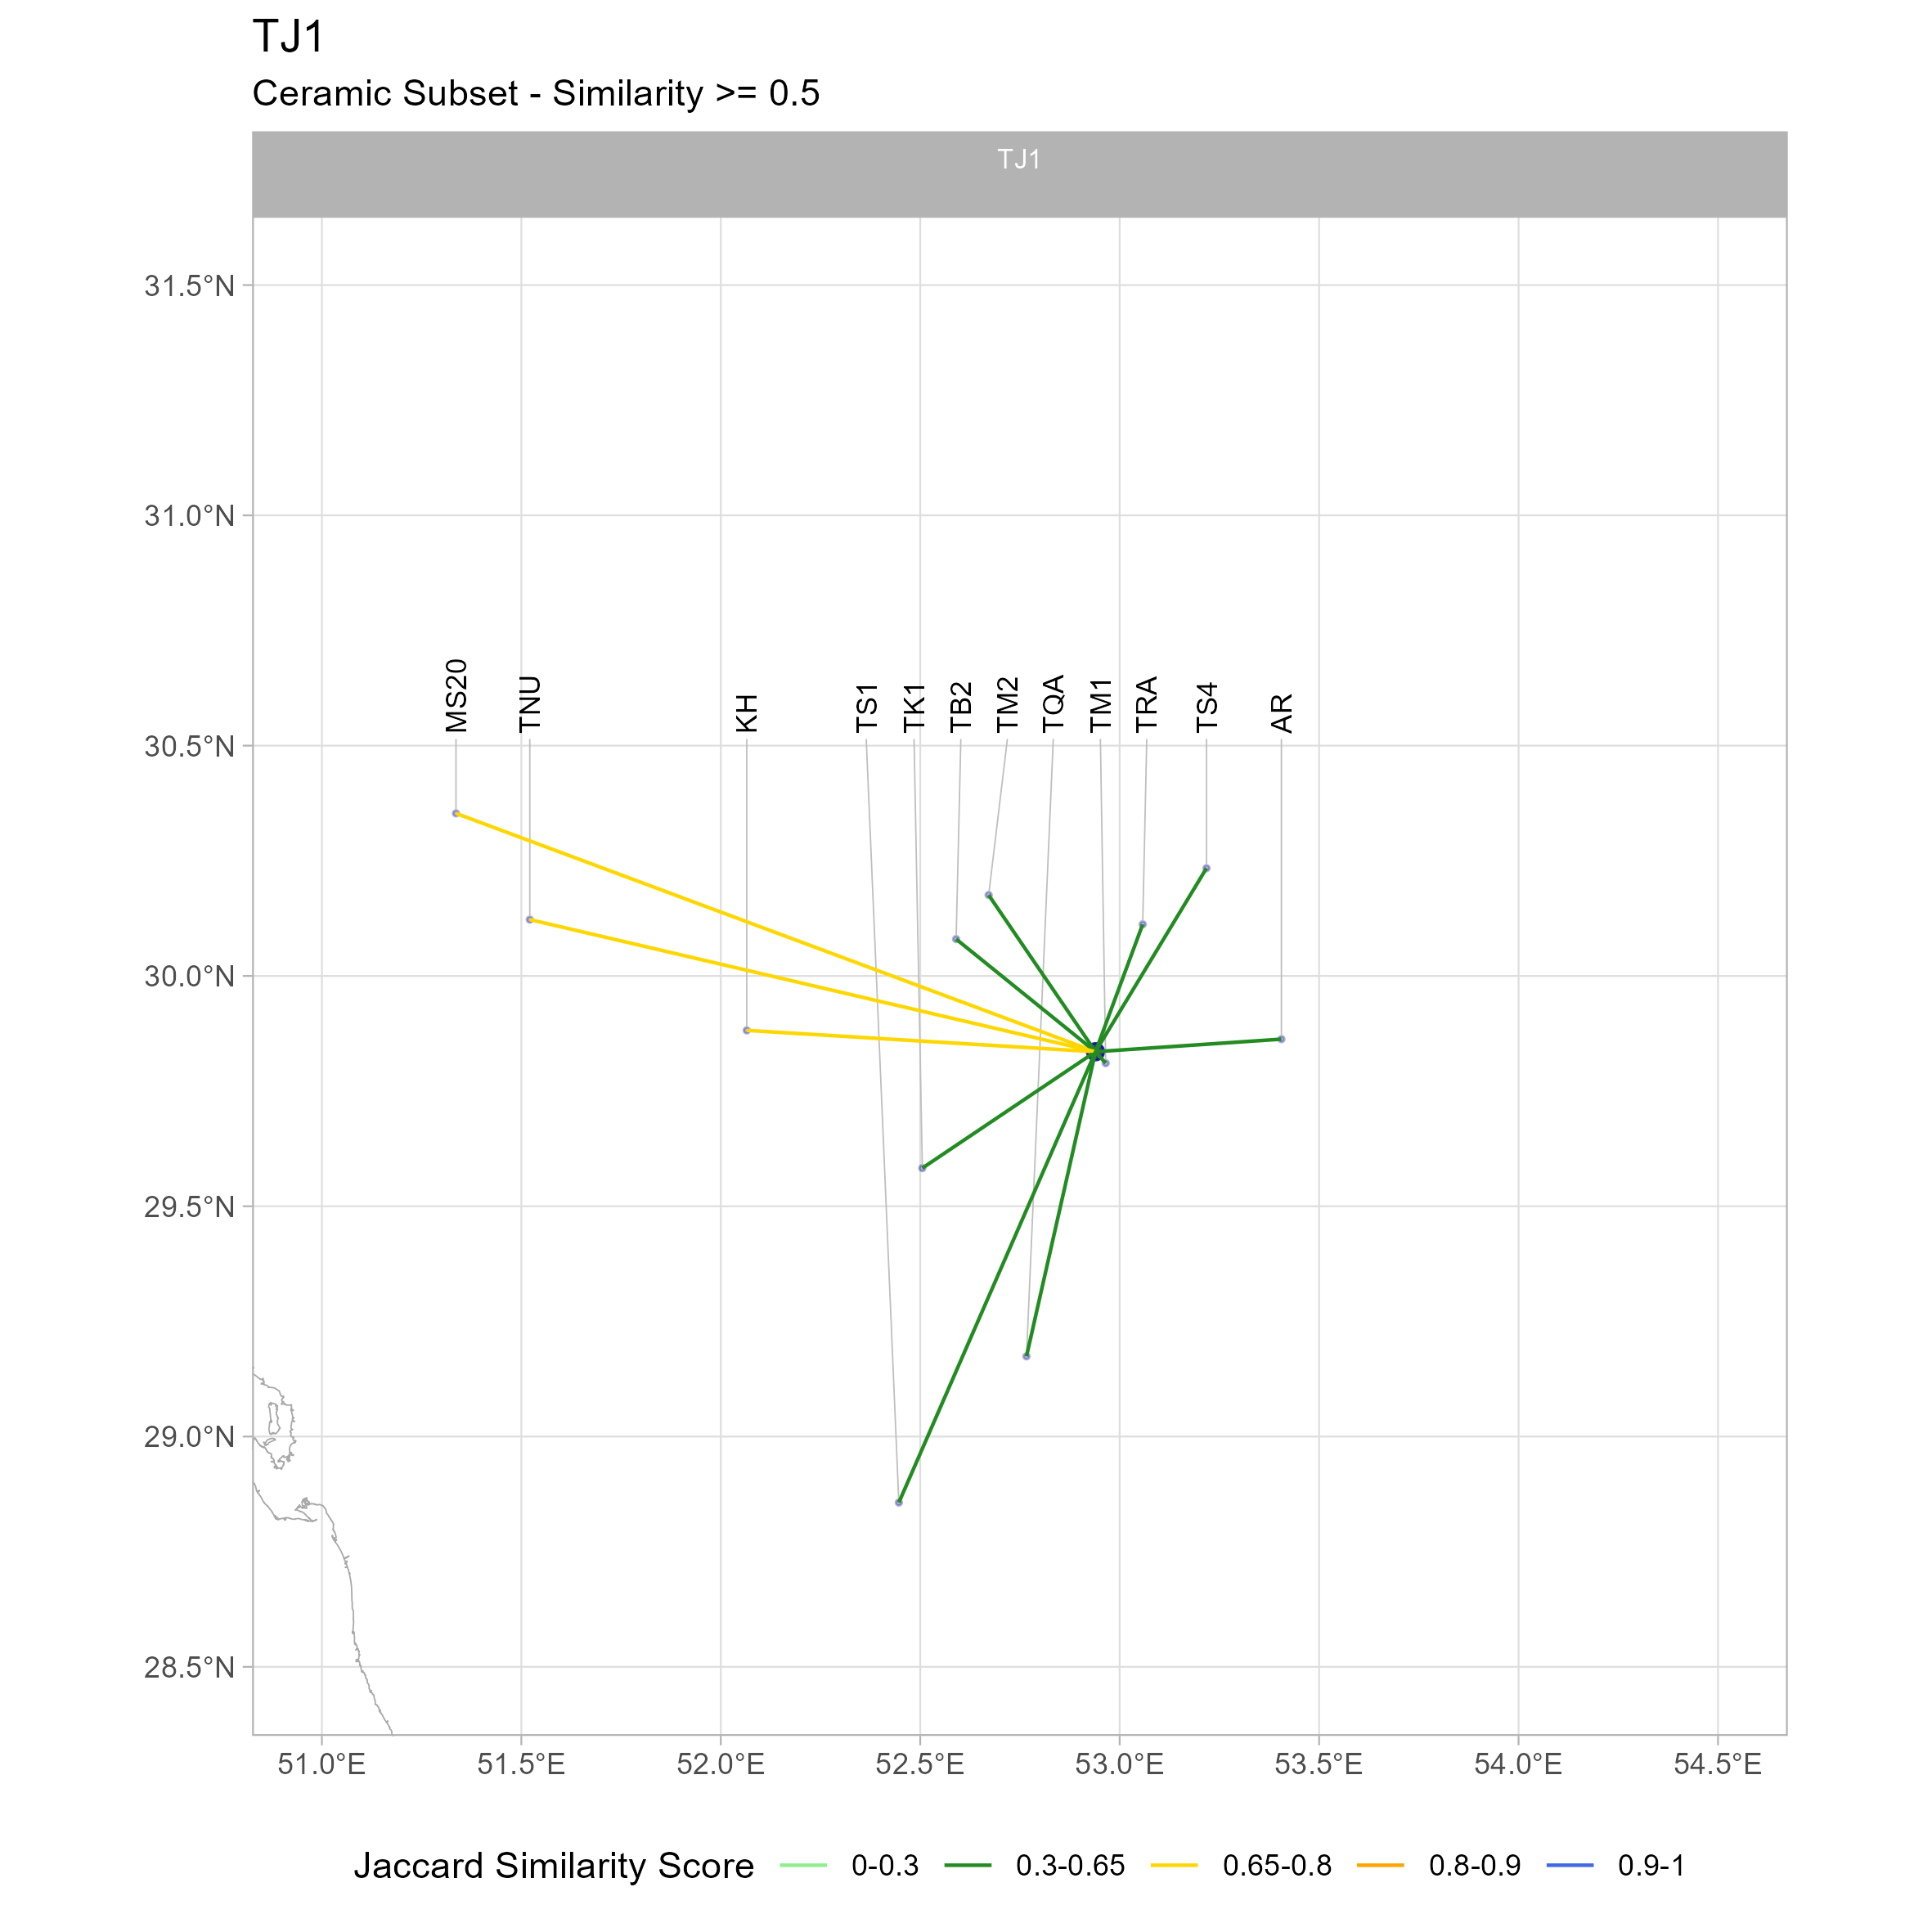 TJ1
Ceramic Subset - Similarity >= 0.5
TJ1
31.5°N
31.0°N
30.5°N
30.0°N
29.5°N
29.0°N
28.5°N
MS20
TNU
KH
TS1
TK1
TB2
TM2
TQA
TM1
TRA
TS4
AR
51.0°E 51.5°E 52.0°E 52.5°E 53.0°E 53.5°E 54.0°E 54.5°E
Jaccard Similarity Score 0-0.3 0.3-0.65 0.65-0.8 0.8-0.9 0.9-1